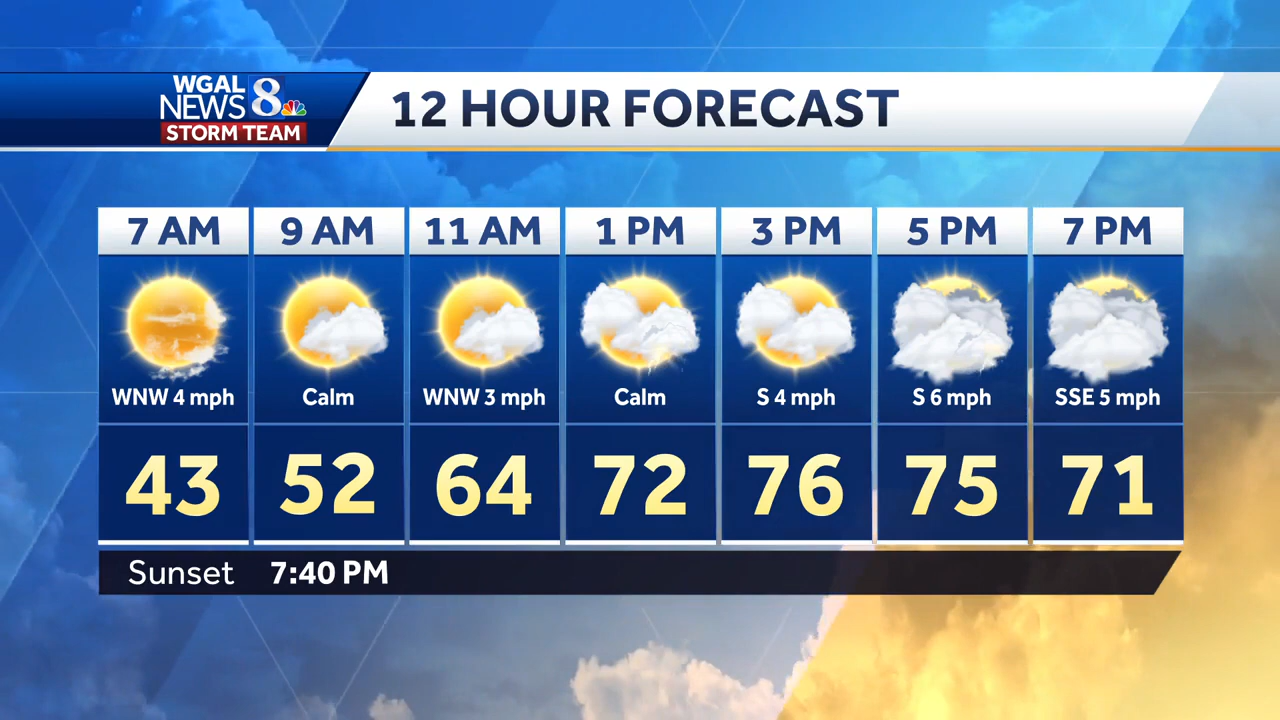 WGAL
NEWS 8
STORM TEAM
12 HOUR FORECAST
7 AM 9 AM 11 AM 1 PM 3 PM 5 PM 7 PM
WNW 4 mph Calm WNW 3 mph Calm S 4 mph S 6 mph SSE 5 mph
43 52 64 72 76 75 71
Sunset 7:40 PM